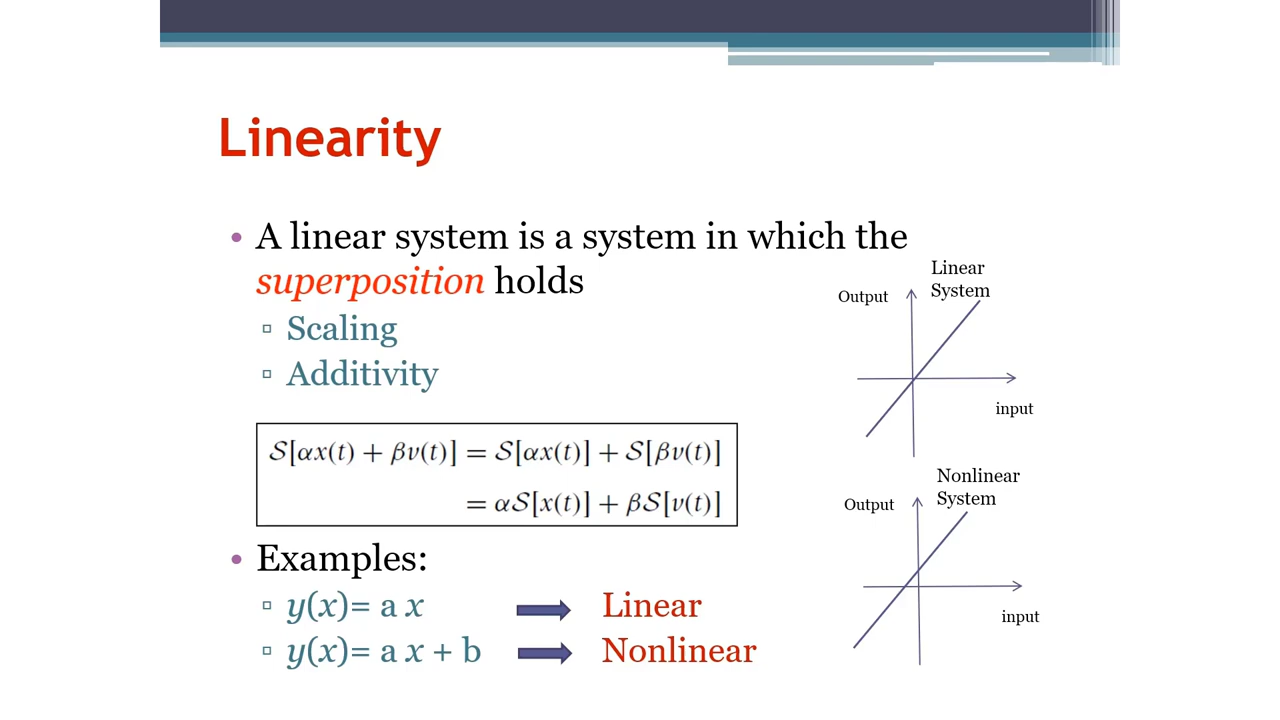 Linearity
• A linear system is a system in which the
superposition holds
▫ Scaling
▫ Additivity
𝒮[αx(t) + βv(t)] = 𝒮[αx(t)] + 𝒮[βv(t)]
= α𝒮[x(t)] + β𝒮[v(t)]
• Examples:
▫ y(x)= a x Linear
▫ y(x)= a x + b Nonlinear
Linear
System
Output
input
Nonlinear
System
Output
input